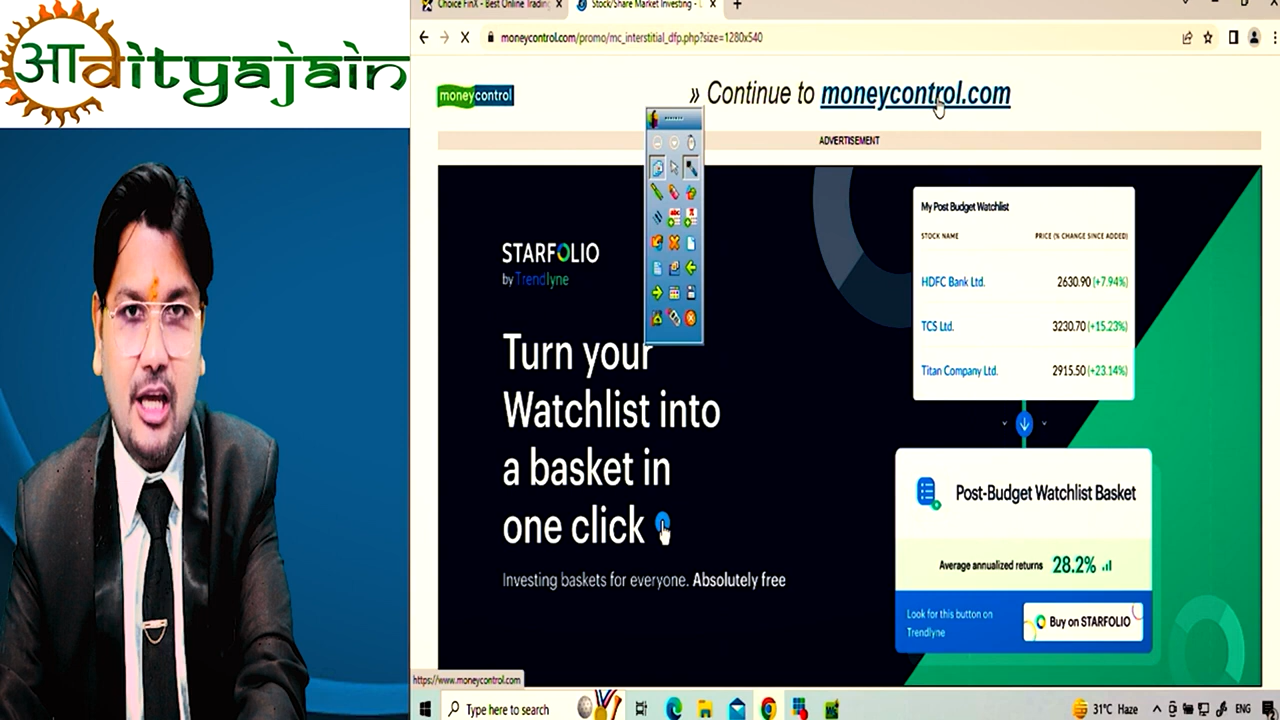 आdityajain
Choice FinX - Best Online Trading
Stock/Share Market Investing -
moneycontrol.com/promo/mc_interstitial_dfp.php?size=1280x540
moneycontrol
» Continue to moneycontrol.com
ADVERTISEMENT
STARFOLIO
by Trendlyne
Turn your
Watchlist into
a basket in
one click
Investing baskets for everyone. Absolutely free
My Post Budget Watchlist
STOCK NAME PRICE (% CHANGE SINCE ADDED)
HDFC Bank Ltd. 2630.90 (+7.94%)
TCS Ltd. 3230.70 (+15.23%)
Titan Company Ltd. 2915.50 (+23.14%)
Post-Budget Watchlist Basket
Average annualized returns 28.2%
Look for this button on
Trendlyne
Buy on STARFOLIO
https://www.moneycontrol.com
Type here to search
31°C Haze
ENG